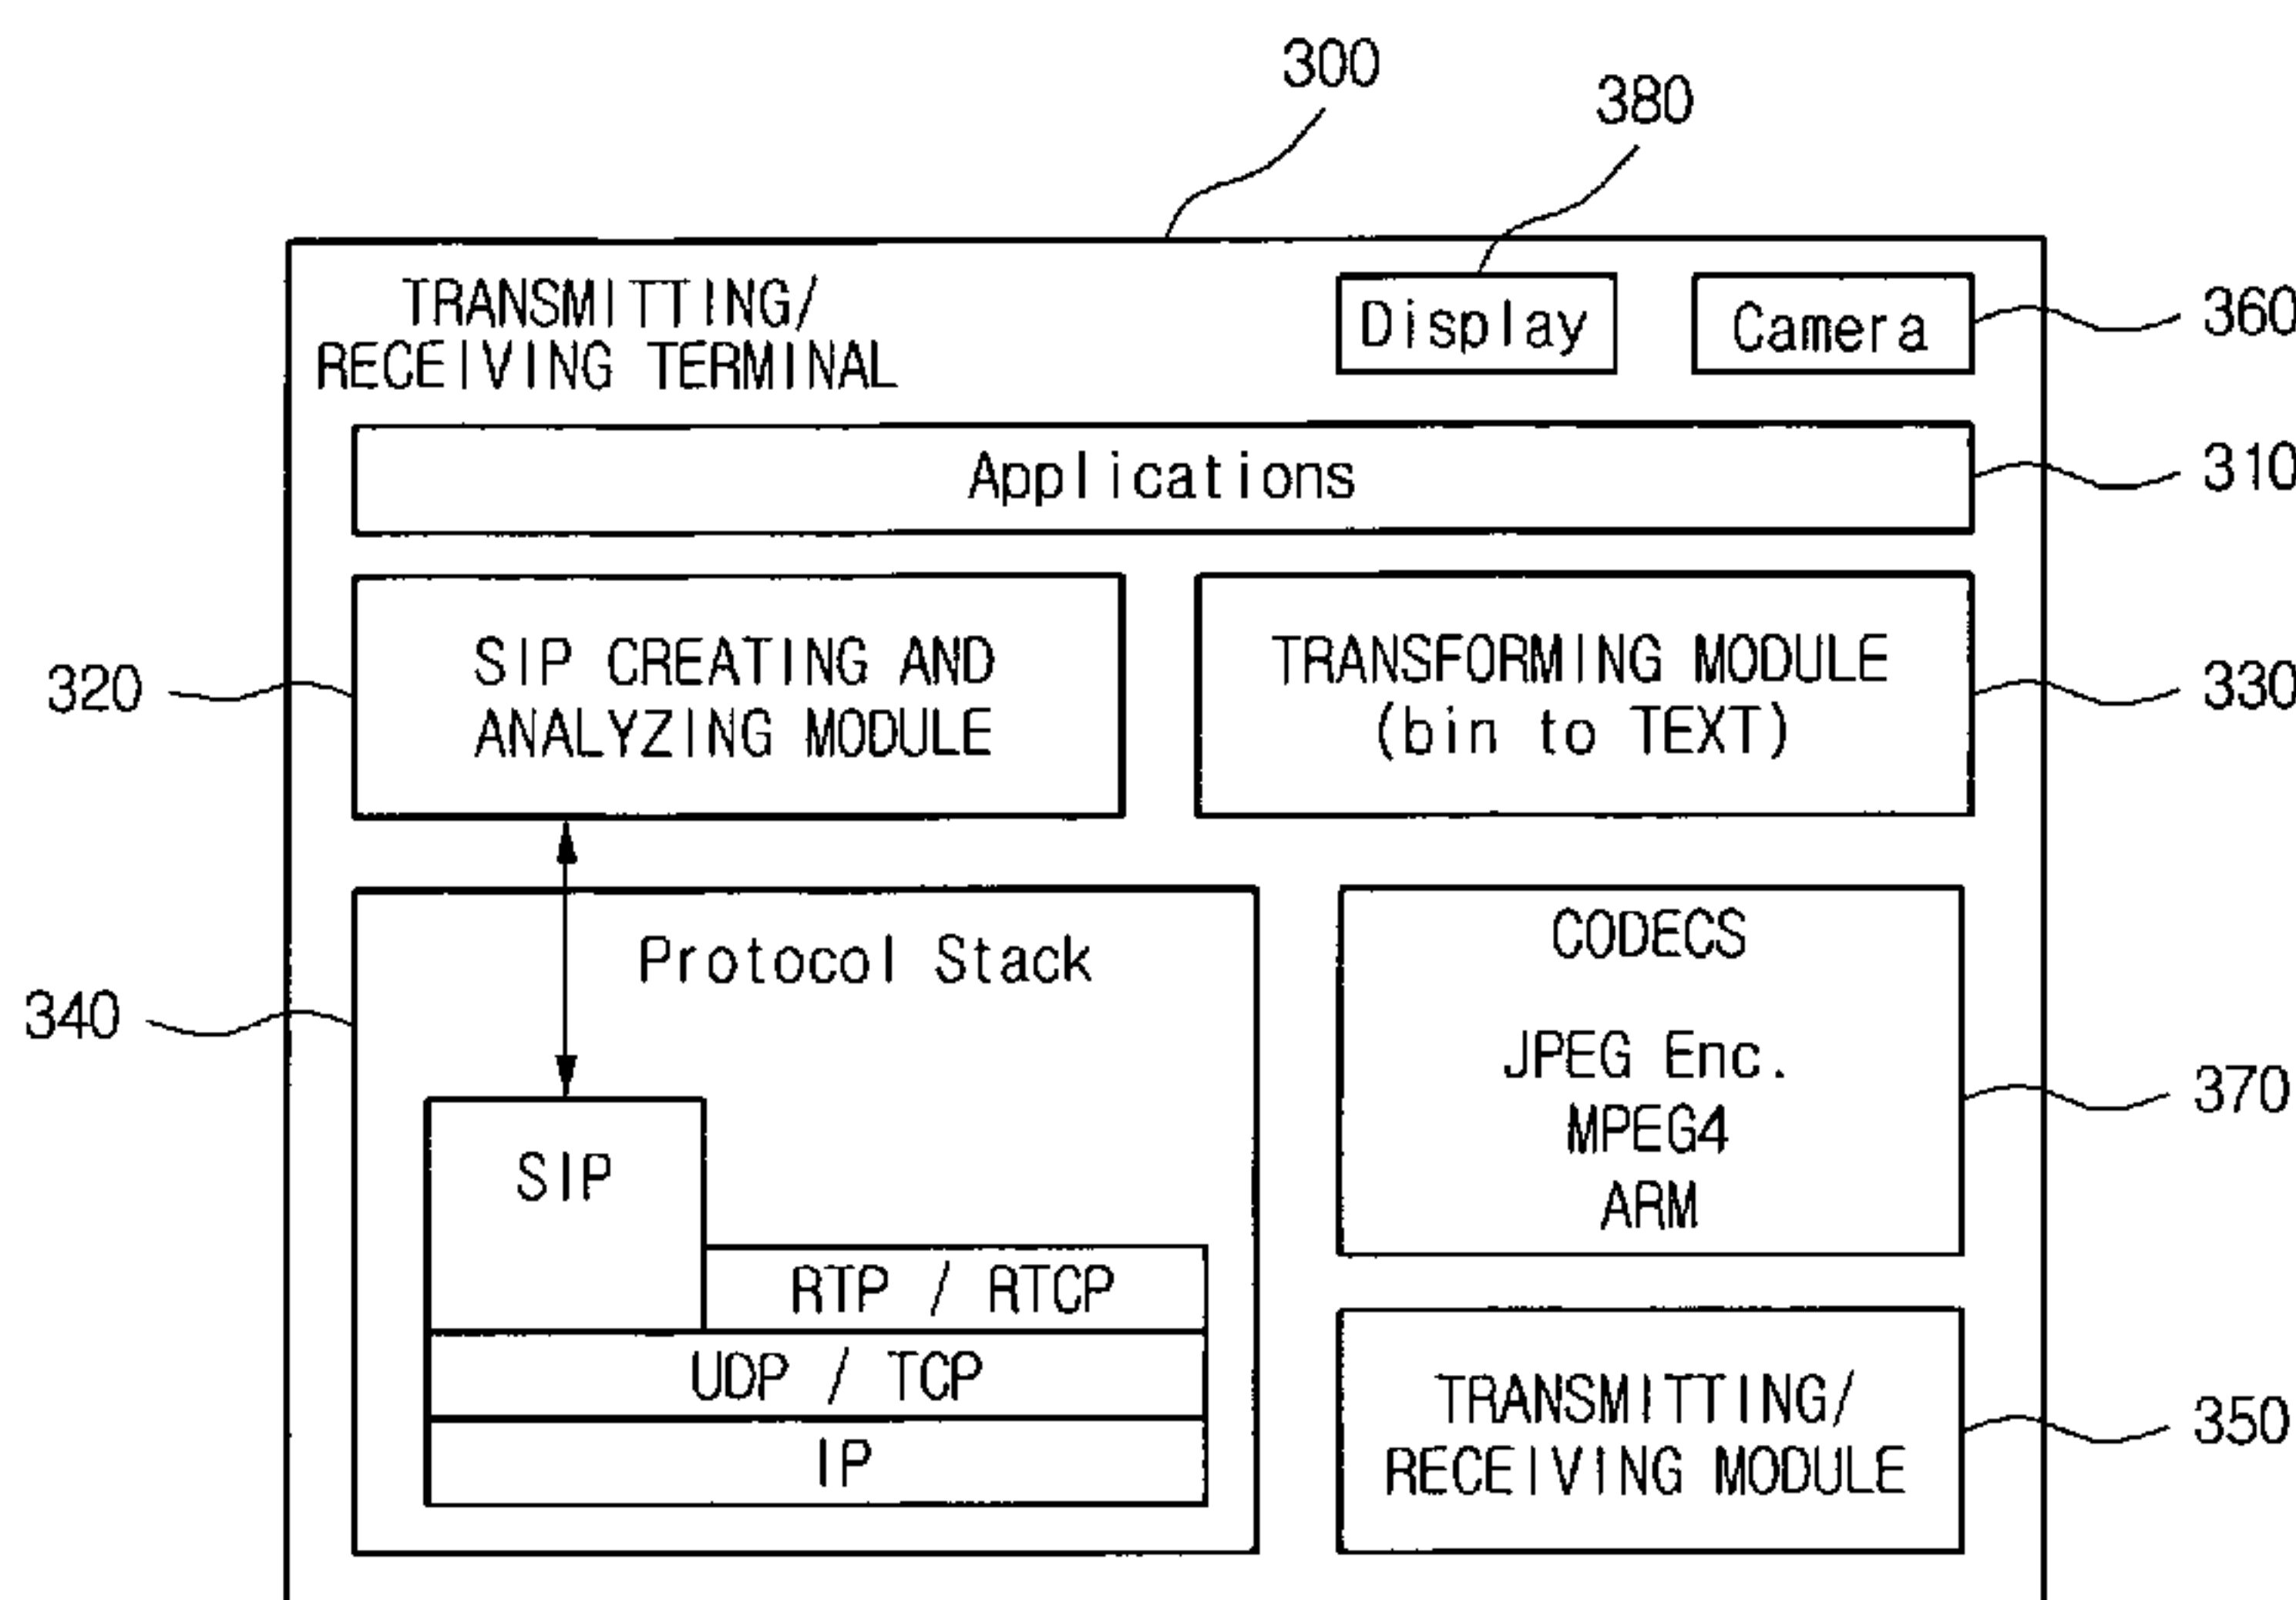 300
380
TRANSMITTING/
RECEIVING TERMINAL
Display
Camera
360
Applications
310
320
SIP CREATING AND
ANALYZING MODULE
TRANSFORMING MODULE
(bin to TEXT)
330
340
Protocol Stack
SIP
RTP / RTCP
UDP / TCP
IP
CODECS
JPEG Enc.
MPEG4
ARM
370
TRANSMITTING/
RECEIVING MODULE
350